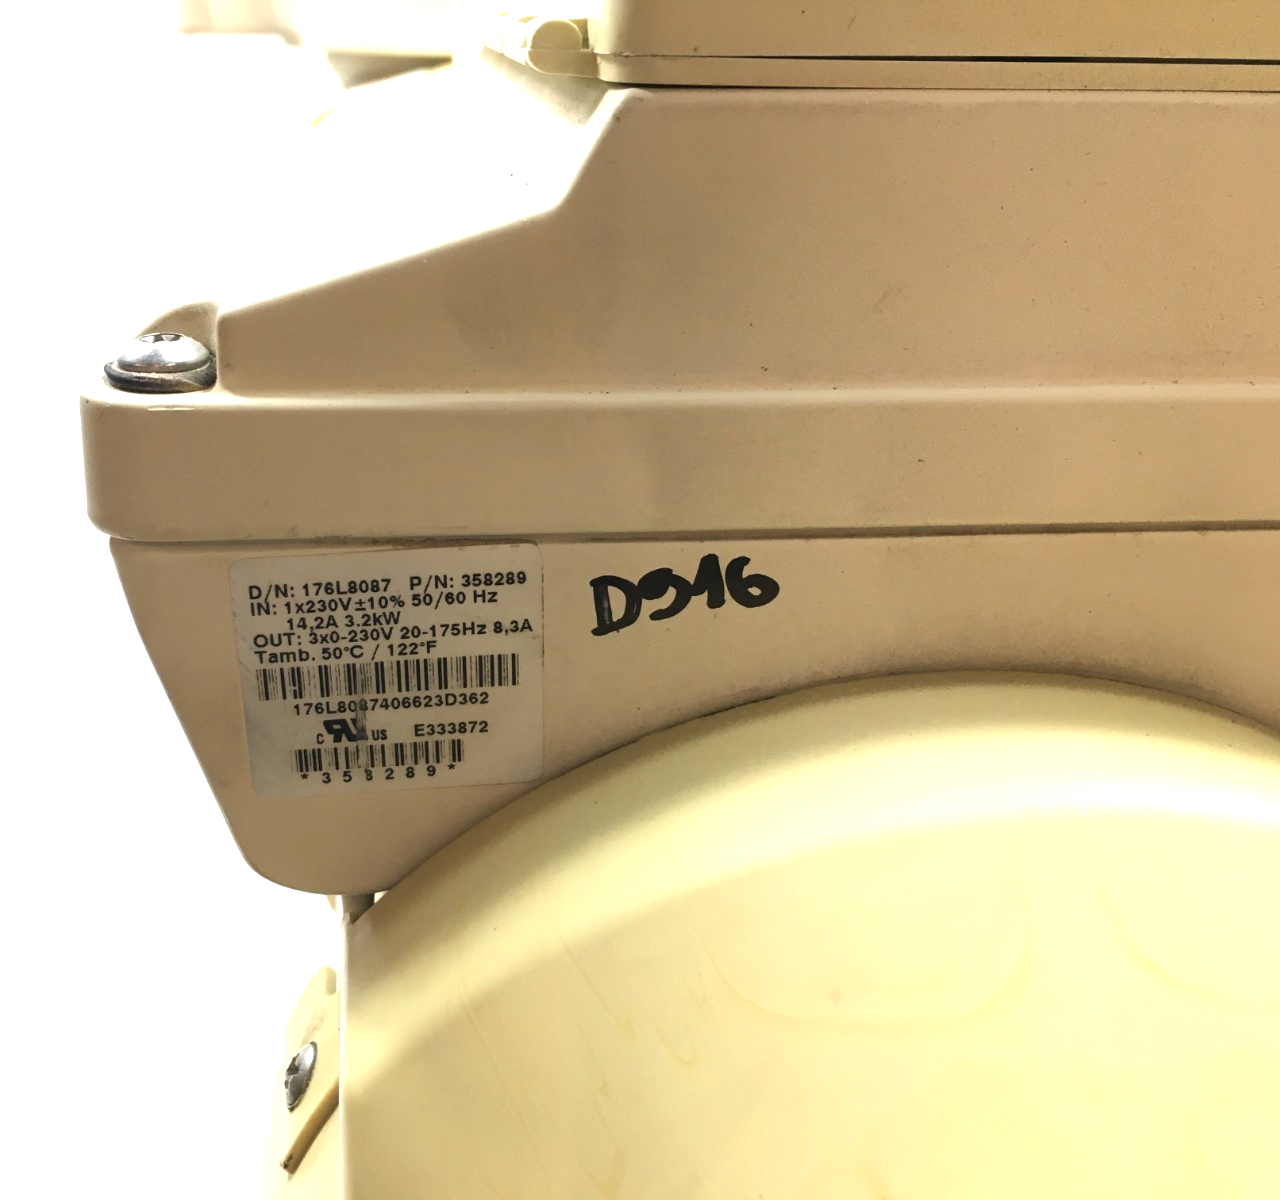 D/N: 176L8087 P/N: 358289
IN: 1x230V±10% 50/60 Hz
14,2A 3.2kW
OUT: 3x0-230V 20-175Hz 8,3A
Tamb. 50°C / 122°F
176L8087406623D362
c RU US E333872
*358289*
D916